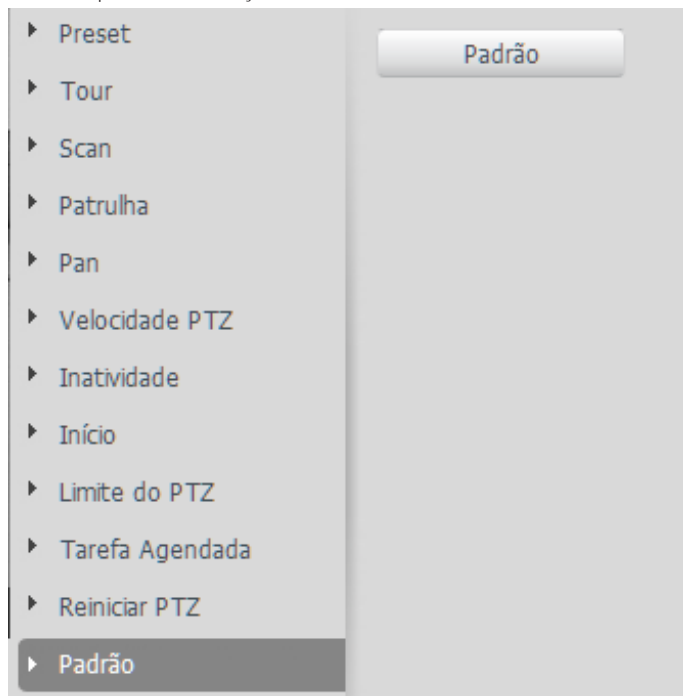 Preset
Tour
Scan
Patrulha
Pan
Velocidade PTZ
Inatividade
Início
Limite do PTZ
Tarefa Agendada
Reiniciar PTZ
Padrão
Padrão